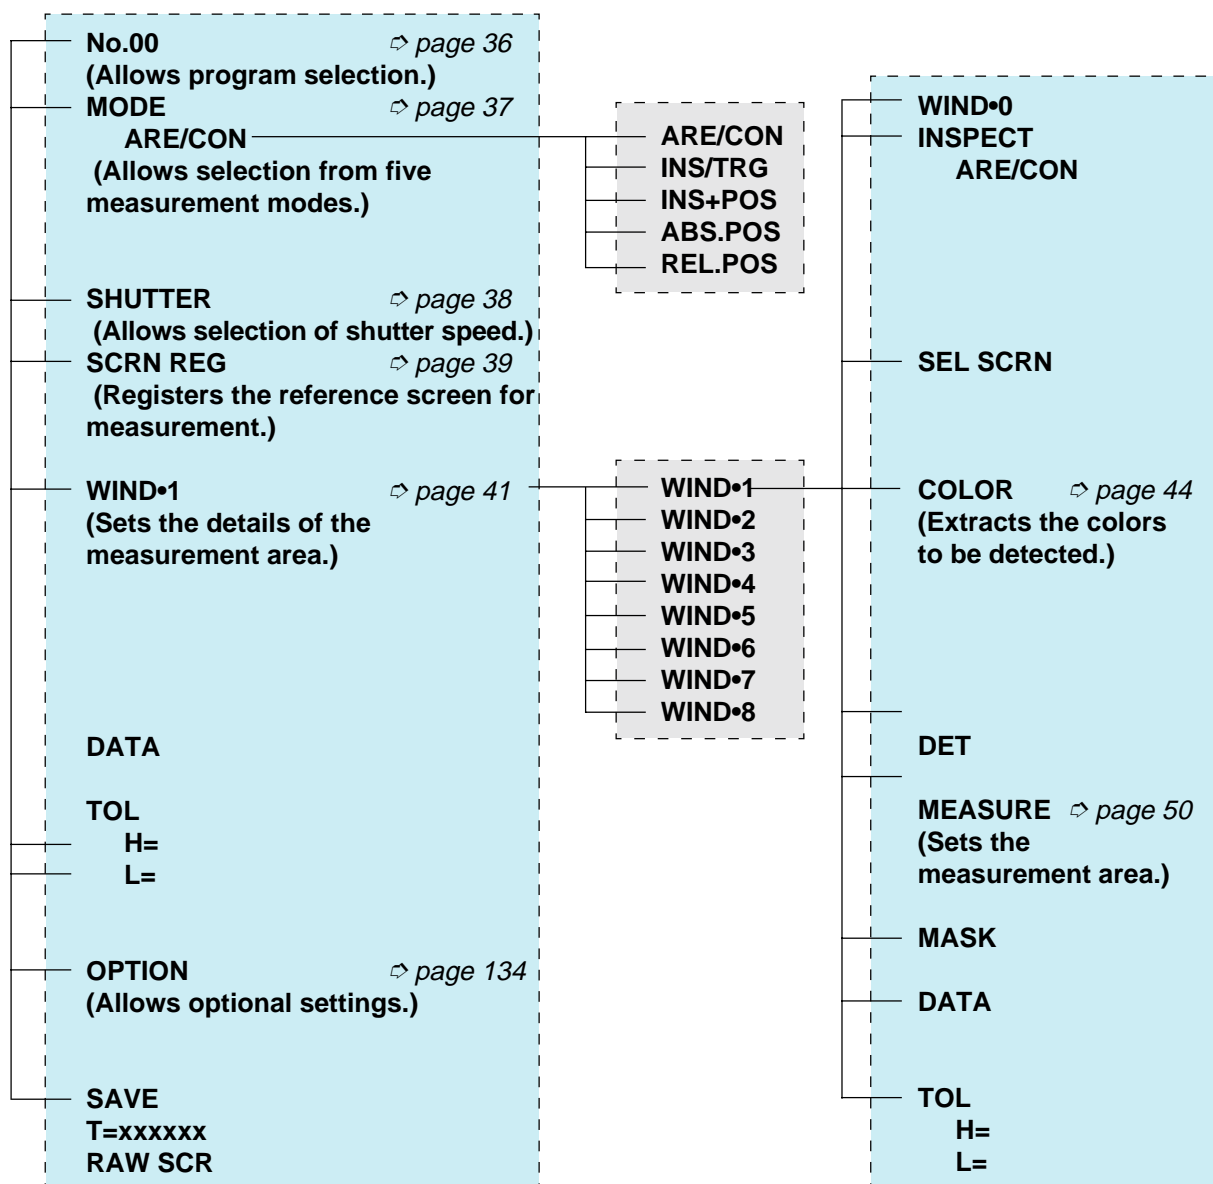 No.00 ➩ page 36
(Allows program selection.)
MODE ➩ page 37
ARE/CON
(Allows selection from five
measurement modes.)
SHUTTER ➩ page 38
(Allows selection of shutter speed.)
SCRN REG ➩ page 39
(Registers the reference screen for
measurement.)
WIND•1 ➩ page 41
(Sets the details of the
measurement area.)
DATA
TOL
H=
L=
OPTION ➩ page 134
(Allows optional settings.)
SAVE
T=xxxxxx
RAW SCR
ARE/CON
INS/TRG
INS+POS
ABS.POS
REL.POS
WIND•1
WIND•2
WIND•3
WIND•4
WIND•5
WIND•6
WIND•7
WIND•8
WIND•0
INSPECT
ARE/CON
SEL SCRN
COLOR ➩ page 44
(Extracts the colors
to be detected.)
DET
MEASURE ➩ page 50
(Sets the
measurement area.)
MASK
DATA
TOL
H=
L=